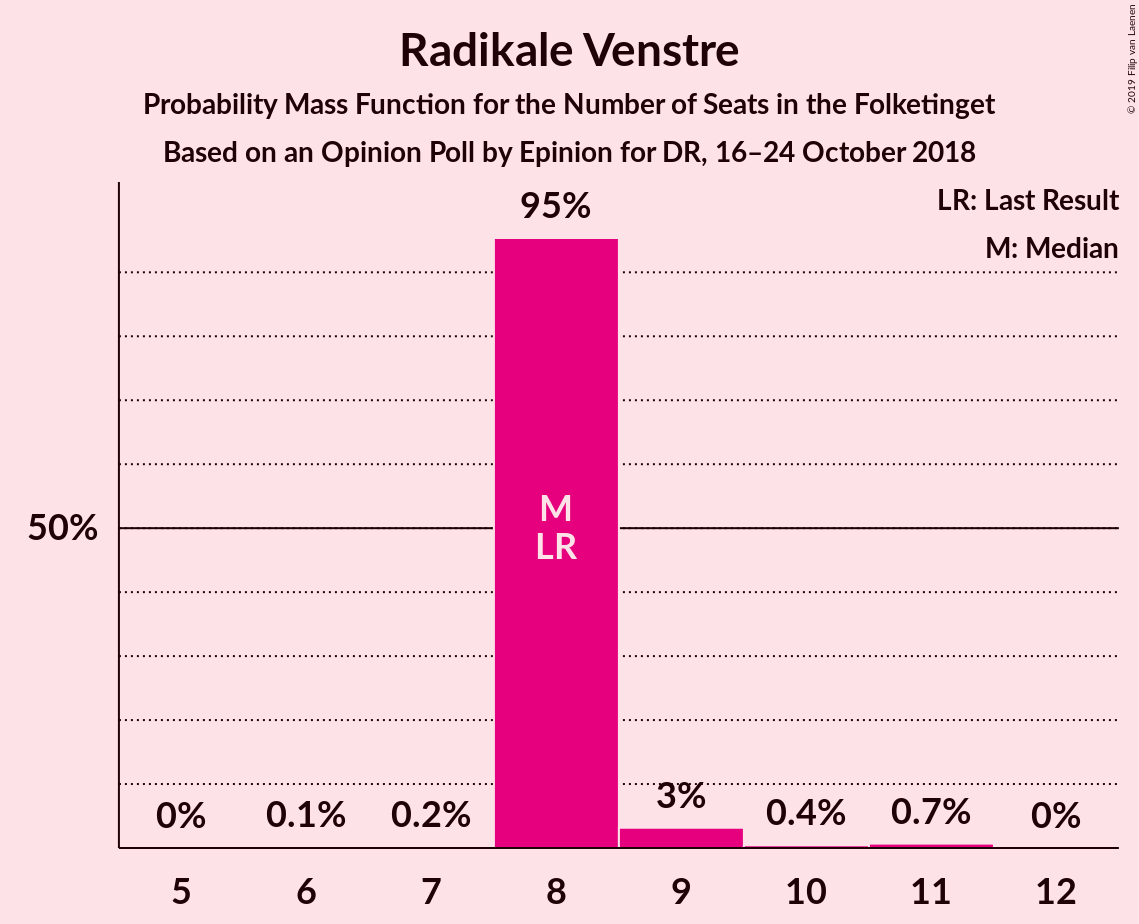 Radikale Venstre
Probability Mass Function for the Number of Seats in the Folketinget
Based on an Opinion Poll by Epinion for DR, 16–24 October 2018
© 2019 Filip van Laenen
LR: Last Result
M: Median
95%
50%
M
LR
0%
0.1%
0.2%
3%
0.4%
0.7%
0%
5
6
7
8
9
10
11
12